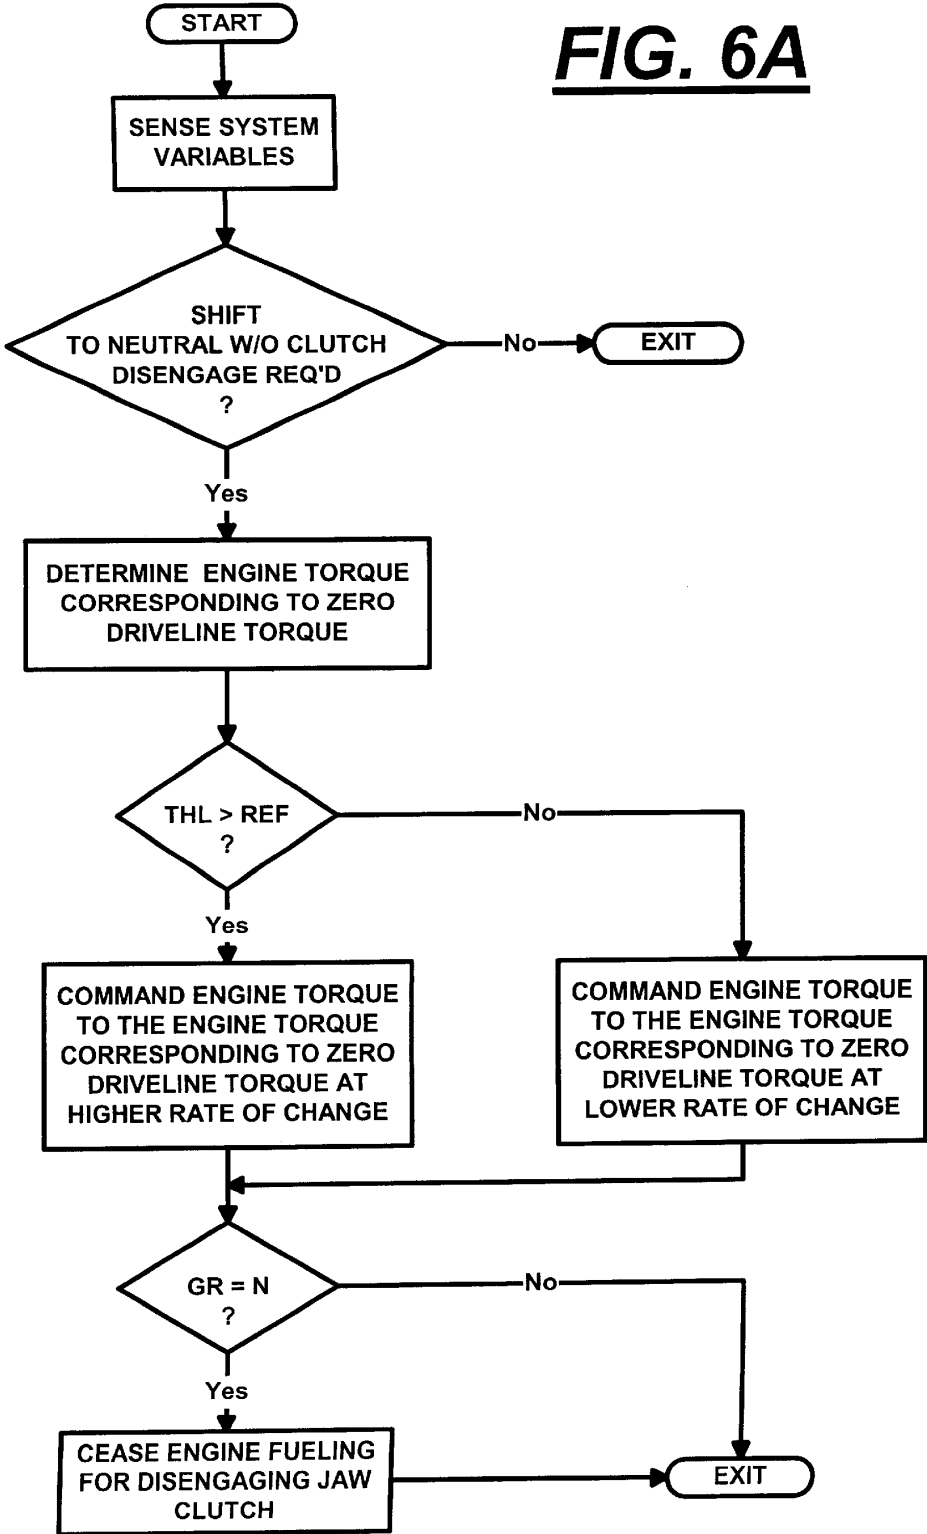 START
FIG. 6A
SENSE SYSTEM
VARIABLES
SHIFT
TO NEUTRAL W/O CLUTCH
DISENGAGE REQ'D
?
No
EXIT
Yes
DETERMINE ENGINE TORQUE
CORRESPONDING TO ZERO
DRIVELINE TORQUE
THL > REF
?
No
Yes
COMMAND ENGINE TORQUE
TO THE ENGINE TORQUE
CORRESPONDING TO ZERO
DRIVELINE TORQUE AT
HIGHER RATE OF CHANGE
COMMAND ENGINE TORQUE
TO THE ENGINE TORQUE
CORRESPONDING TO ZERO
DRIVELINE TORQUE AT
LOWER RATE OF CHANGE
GR = N
?
No
Yes
CEASE ENGINE FUELING
FOR DISENGAGING JAW
CLUTCH
EXIT